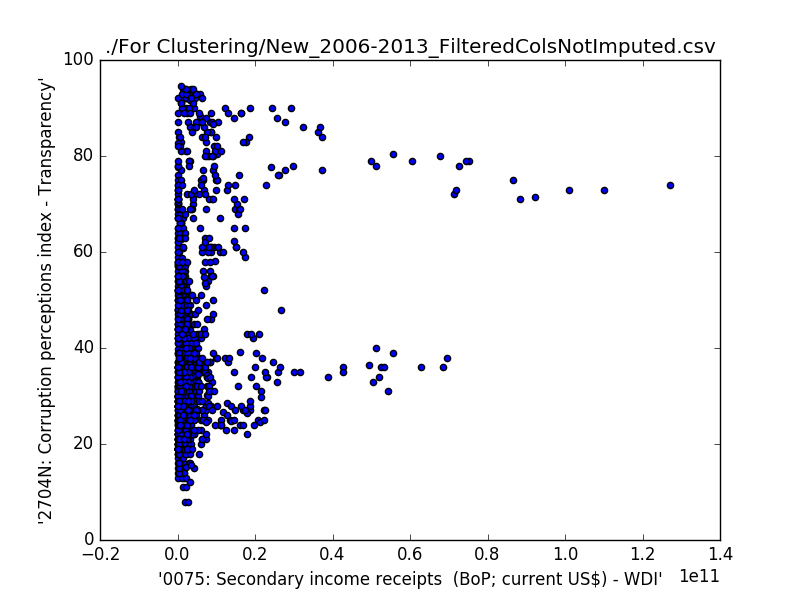 ./For Clustering/New_2006-2013_FilteredColsNotImputed.csv
'2704N: Corruption perceptions index - Transparency'
100
80
60
40
20
0
−0.2 0.0 0.2 0.4 0.6 0.8 1.0 1.2 1.4
1e11
'0075: Secondary income receipts  (BoP; current US$) - WDI'